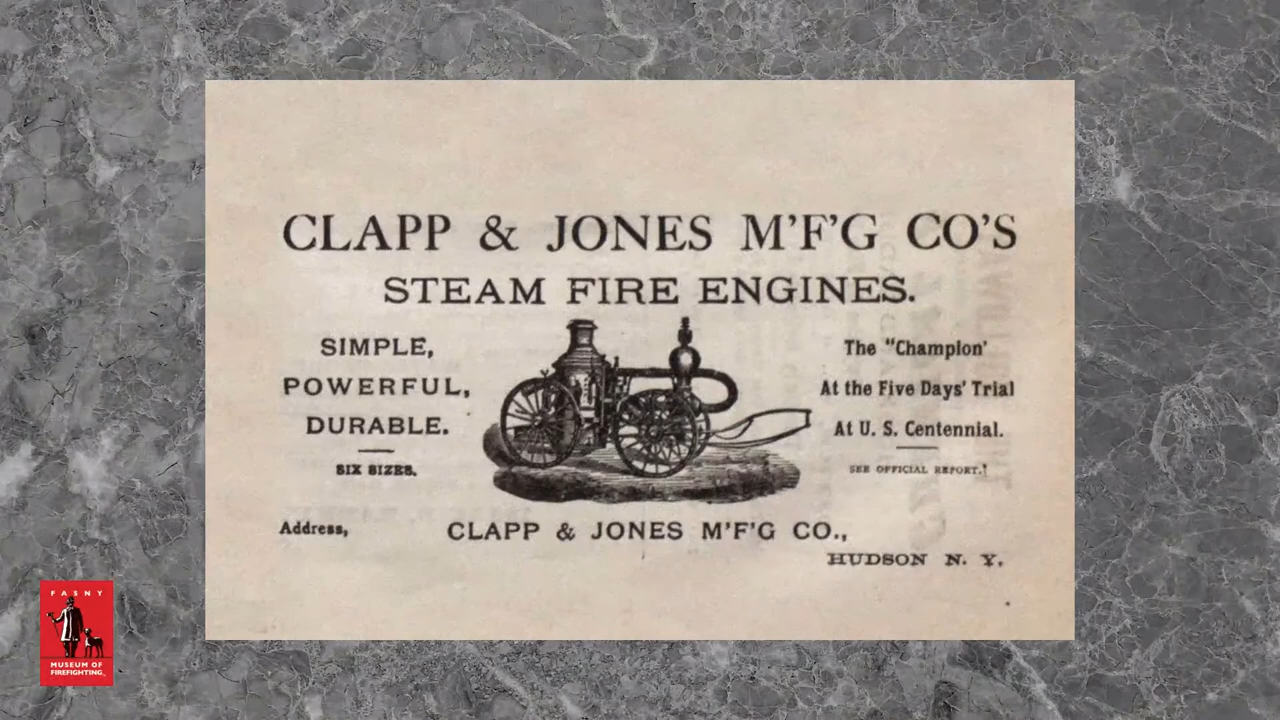 CLAPP & JONES M'F'G CO'S
STEAM FIRE ENGINES.
SIMPLE,
POWERFUL,
DURABLE.
SIX SIZES.
The "Champion'
At the Five Days' Trial
At U. S. Centennial.
SEE OFFICIAL REPORT.
Address,
CLAPP & JONES M'F'G CO.,
HUDSON N. Y.
FASNY
MUSEUM OF
FIREFIGHTING